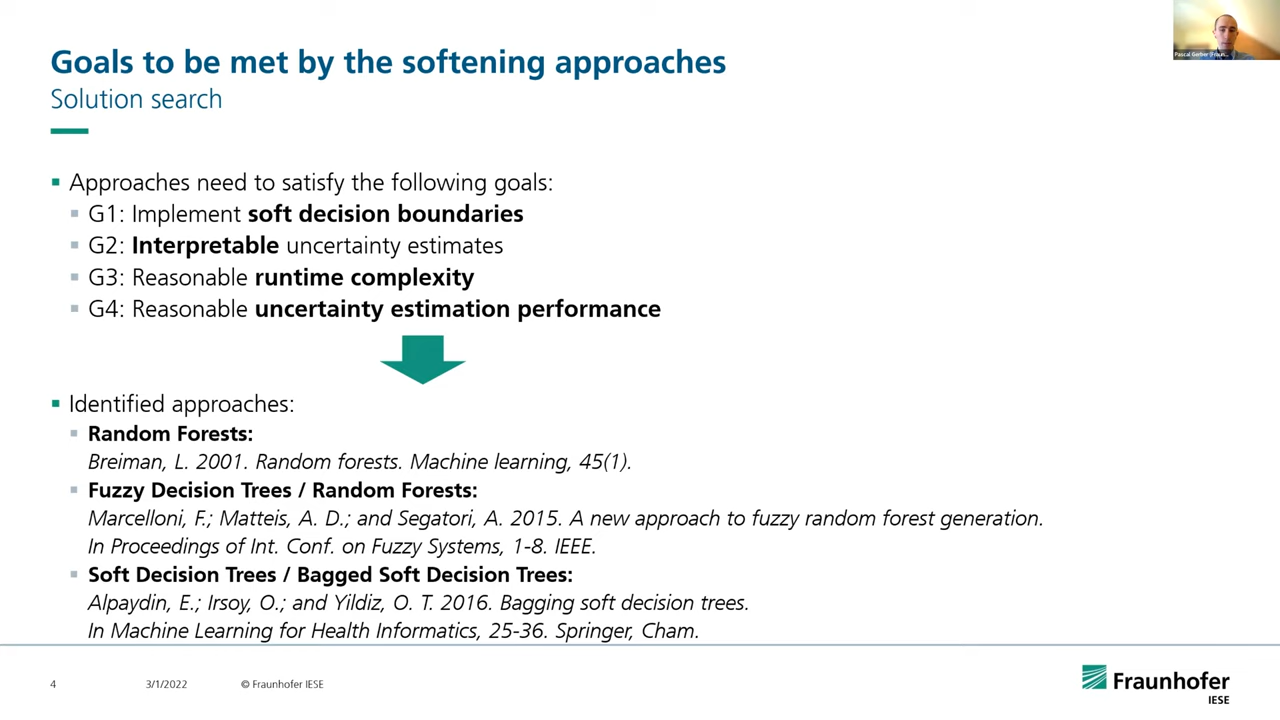 Goals to be met by the softening approaches
Solution search
Approaches need to satisfy the following goals:
G1: Implement soft decision boundaries
G2: Interpretable uncertainty estimates
G3: Reasonable runtime complexity
G4: Reasonable uncertainty estimation performance
Identified approaches:
Random Forests:
Breiman, L. 2001. Random forests. Machine learning, 45(1).
Fuzzy Decision Trees / Random Forests:
Marcelloni, F.; Matteis, A. D.; and Segatori, A. 2015. A new approach to fuzzy random forest generation.
In Proceedings of Int. Conf. on Fuzzy Systems, 1-8. IEEE.
Soft Decision Trees / Bagged Soft Decision Trees:
Alpaydin, E.; Irsoy, O.; and Yildiz, O. T. 2016. Bagging soft decision trees.
In Machine Learning for Health Informatics, 25-36. Springer, Cham.
4 3/1/2022 © Fraunhofer IESE
Fraunhofer
IESE